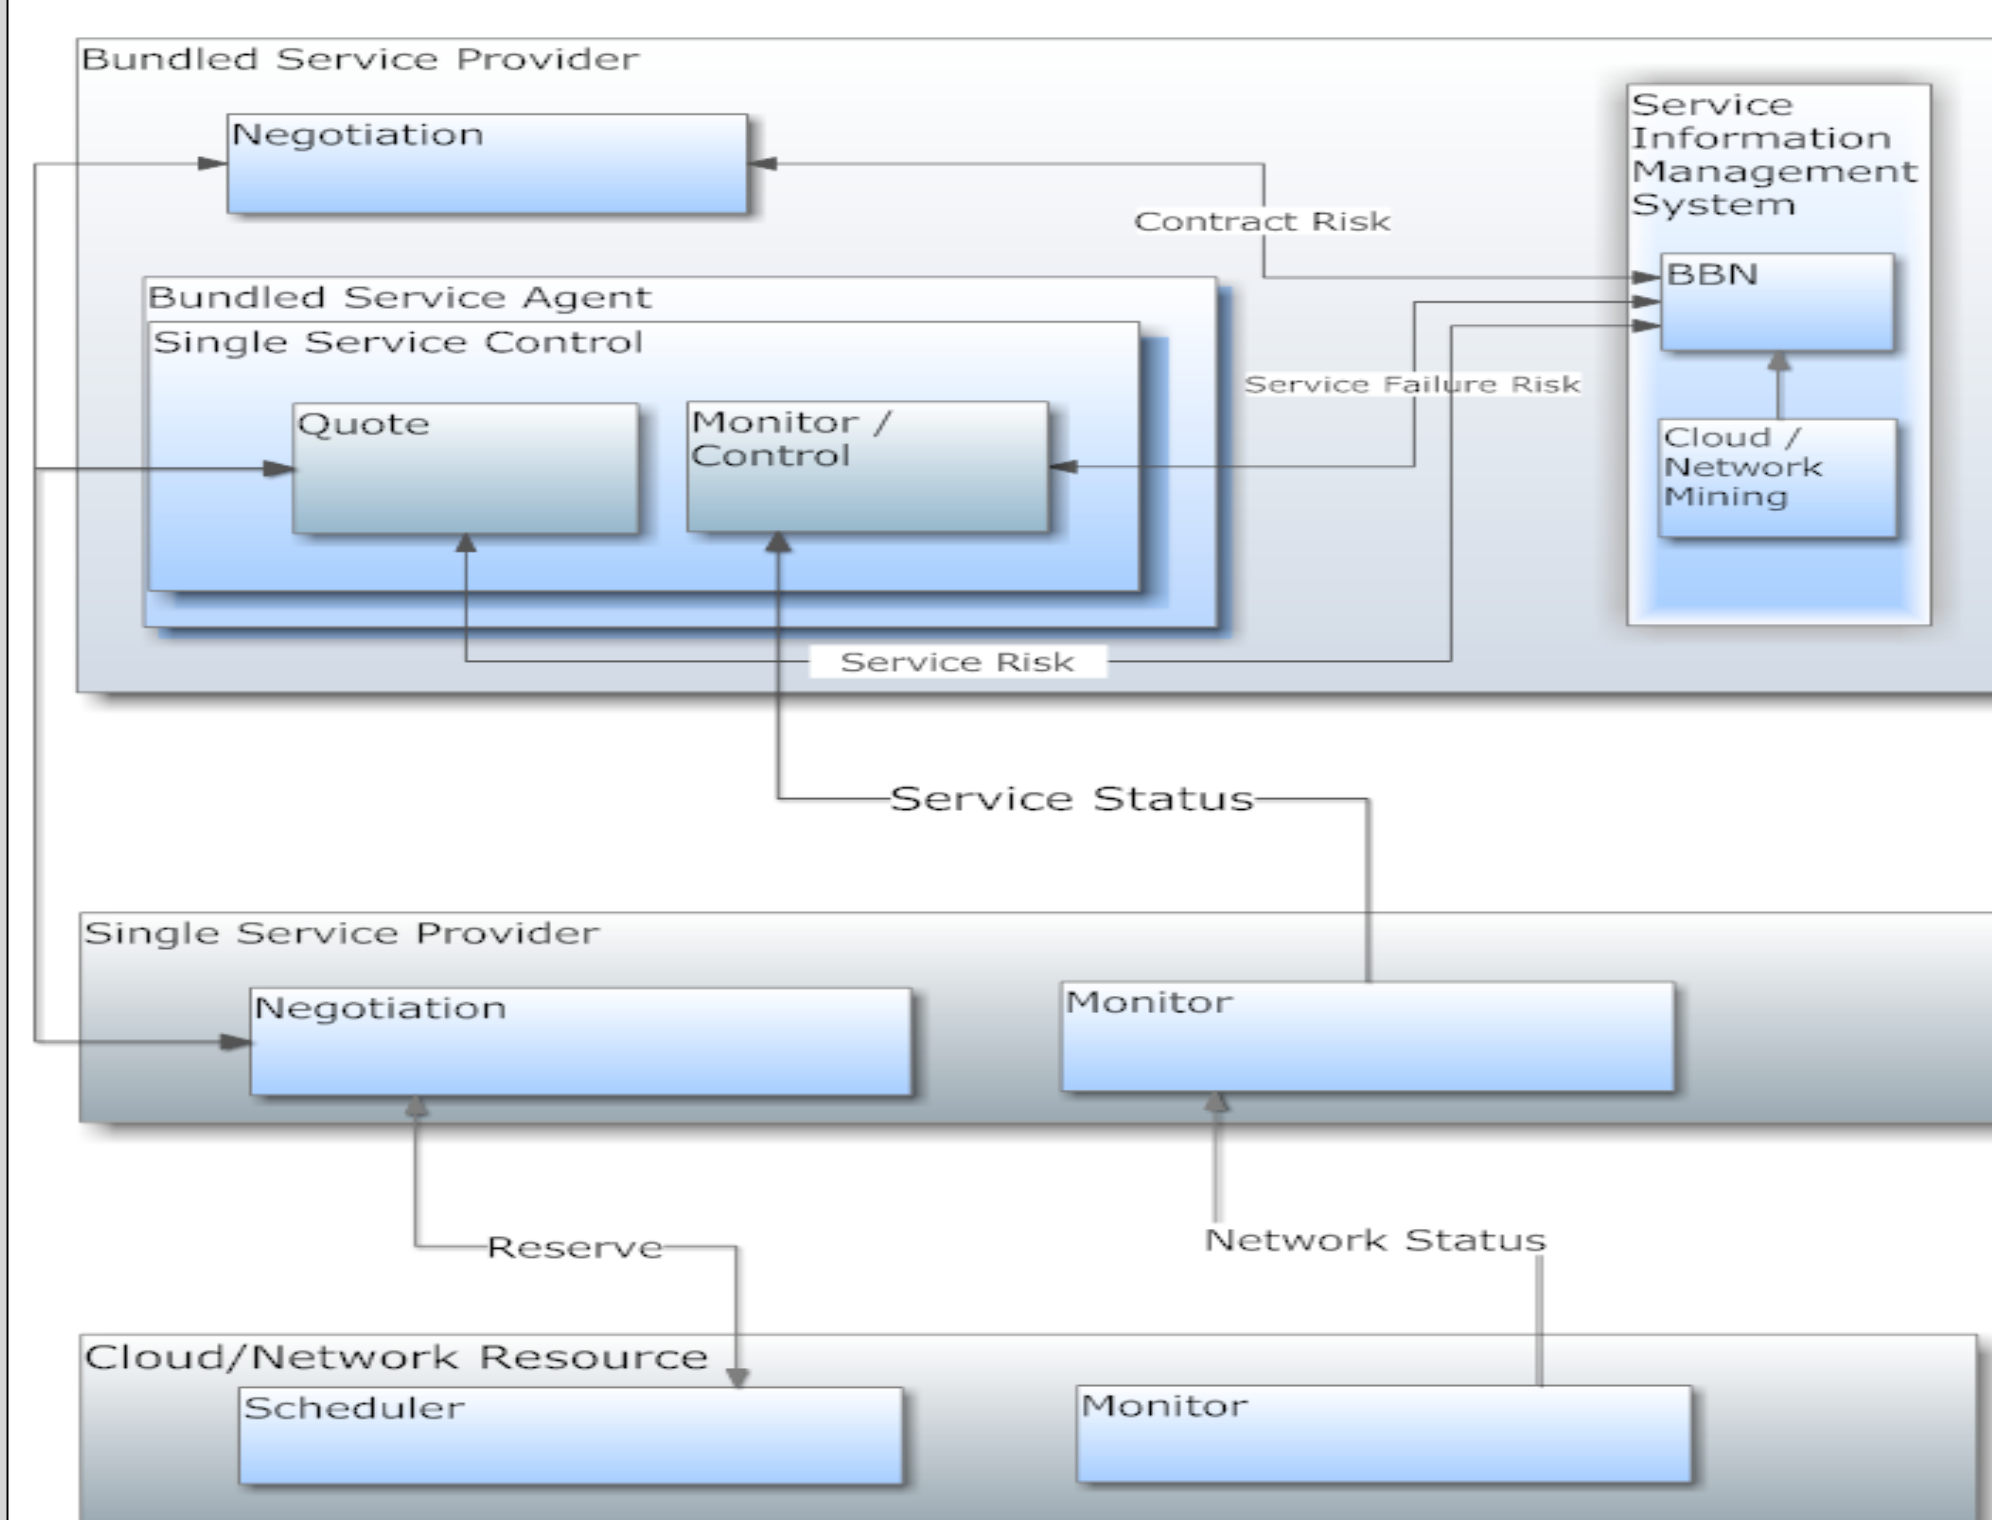 Bundled Service Provider
Negotiation
Service
Information
Management
System
Contract Risk
BBN
Bundled Service Agent
Single Service Control
Quote
Monitor /
Control
Service Failure Risk
Cloud /
Network
Mining
Service Risk
Service Status
Single Service Provider
Negotiation
Monitor
Reserve
Network Status
Cloud/Network Resource
Scheduler
Monitor